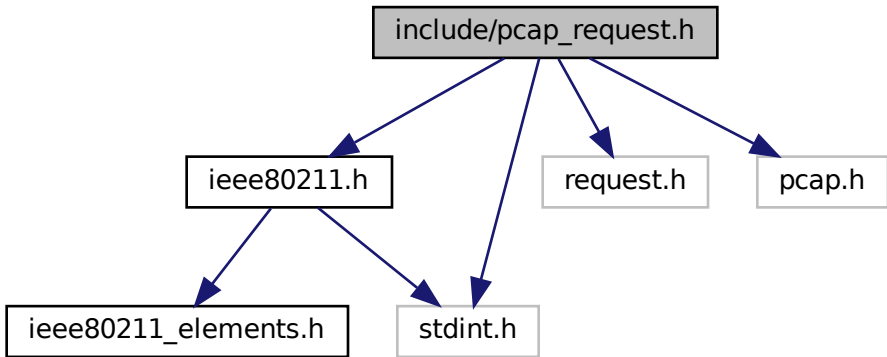 include/pcap_request.h
ieee80211.h
request.h
pcap.h
ieee80211_elements.h
stdint.h